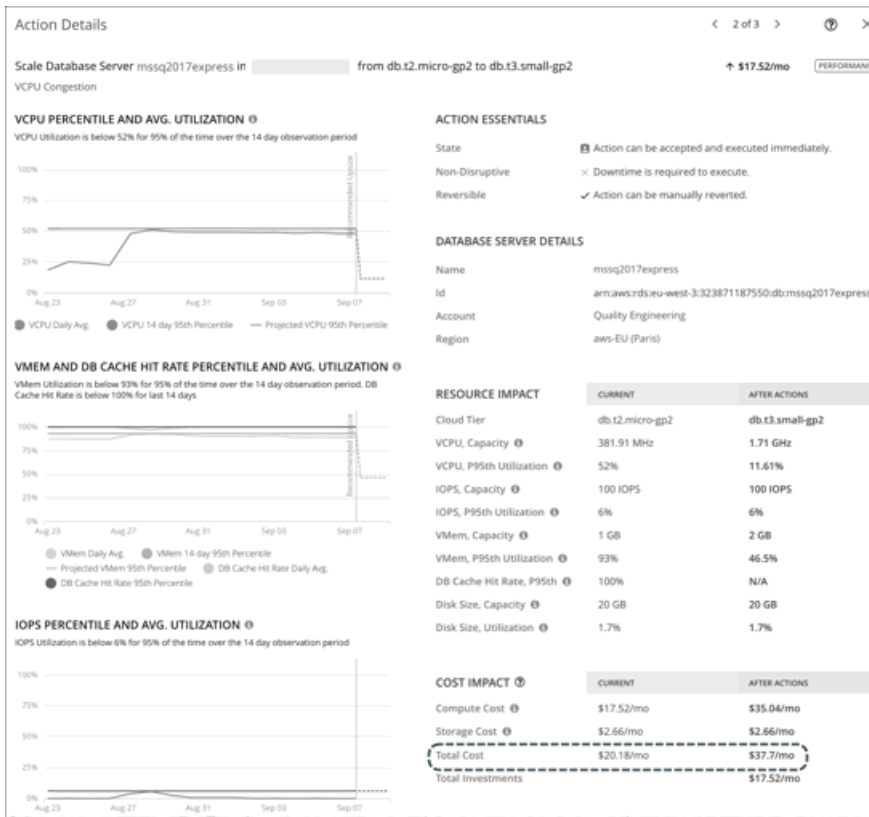 Action Details
2 of 3
Scale Database Server mssq2017express in from db.t2.micro-gp2 to db.t3.small-gp2
↑ $17.52/mo
PERFORMAN
VCPU Congestion
VCPU PERCENTILE AND AVG. UTILIZATION
VCPU Utilization is below 52% for 95% of the time over the 14 day observation period
Recommended Upsize
100%
75%
50%
25%
0%
Aug 23 Aug 27 Aug 31 Sep 03 Sep 07
VCPU Daily Avg. VCPU 14 day 95th Percentile Projected VCPU 95th Percentile
VMEM AND DB CACHE HIT RATE PERCENTILE AND AVG. UTILIZATION
VMem Utilization is below 93% for 95% of the time over the 14 day observation period. DB
Cache Hit Rate is below 100% for last 14 days
Recommended Upsize
100%
75%
50%
25%
0%
Aug 23 Aug 27 Aug 31 Sep 03 Sep 07
VMem Daily Avg. VMem 14 day 95th Percentile
Projected VMem 95th Percentile DB Cache Hit Rate Daily Avg.
DB Cache Hit Rate 95th Percentile
IOPS PERCENTILE AND AVG. UTILIZATION
IOPS Utilization is below 6% for 95% of the time over the 14 day observation period
100%
75%
50%
25%
0%
Aug 23 Aug 27 Aug 31 Sep 03 Sep 07
ACTION ESSENTIALS
State Action can be accepted and executed immediately.
Non-Disruptive × Downtime is required to execute.
Reversible ✓ Action can be manually reverted.
DATABASE SERVER DETAILS
Name mssq2017express
Id arn:aws:rds:eu-west-3:323871187550:db:mssq2017express
Account Quality Engineering
Region aws-EU (Paris)
RESOURCE IMPACT CURRENT AFTER ACTIONS
Cloud Tier db.t2.micro-gp2 db.t3.small-gp2
VCPU, Capacity 381.91 MHz 1.71 GHz
VCPU, P95th Utilization 52% 11.61%
IOPS, Capacity 100 IOPS 100 IOPS
IOPS, P95th Utilization 6% 6%
VMem, Capacity 1 GB 2 GB
VMem, P95th Utilization 93% 46.5%
DB Cache Hit Rate, P95th 100% N/A
Disk Size, Capacity 20 GB 20 GB
Disk Size, Utilization 1.7% 1.7%
COST IMPACT CURRENT AFTER ACTIONS
Compute Cost $17.52/mo $35.04/mo
Storage Cost $2.66/mo $2.66/mo
Total Cost $20.18/mo $37.7/mo
Total Investments $17.52/mo